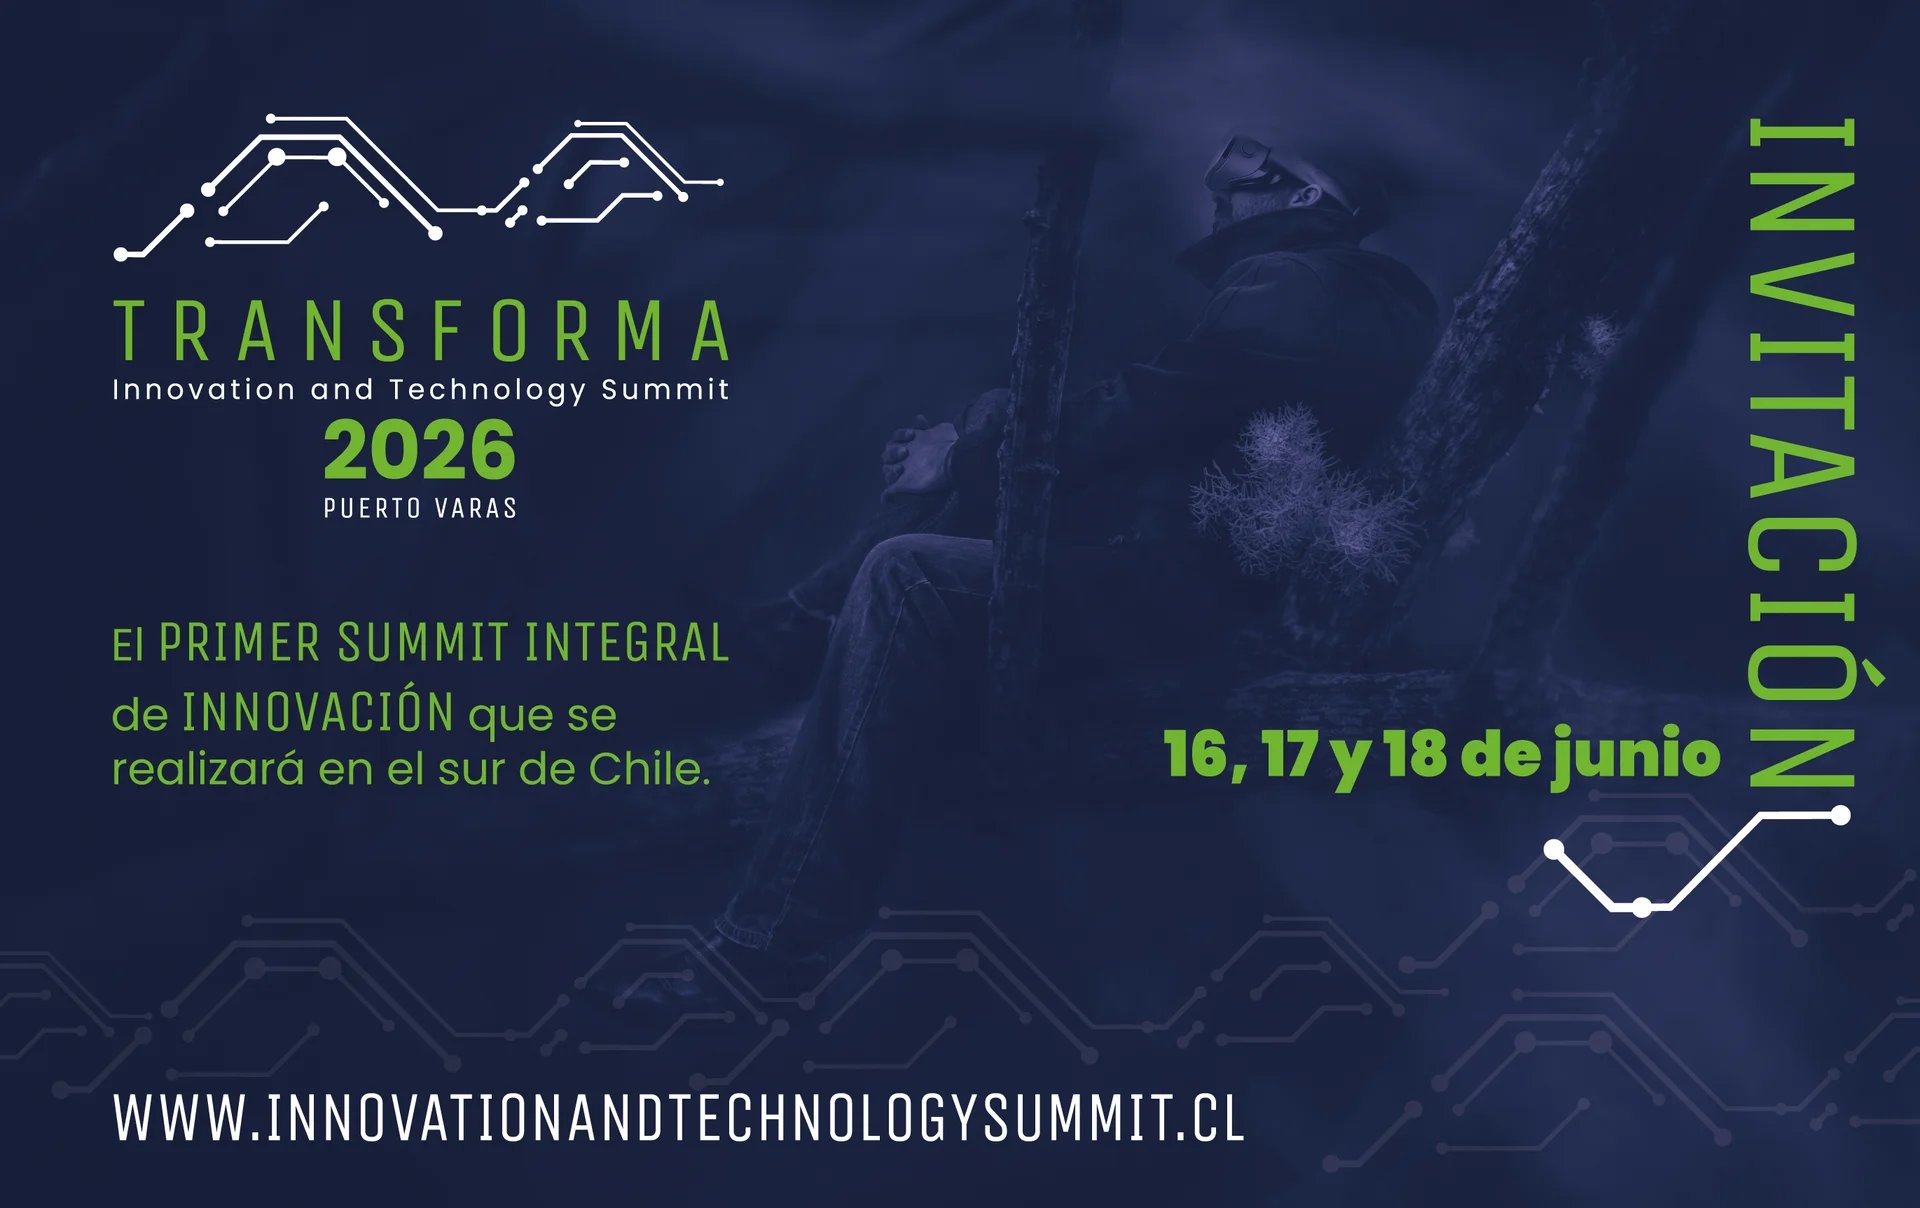 TRANSFORMA
Innovation and Technology Summit
2026
PUERTO VARAS
El PRIMER SUMMIT INTEGRAL
de INNOVACIÓN que se
realizará en el sur de Chile.
INVITACIÓN
16, 17 y 18 de junio
WWW.INNOVATIONANDTECHNOLOGYSUMMIT.CL